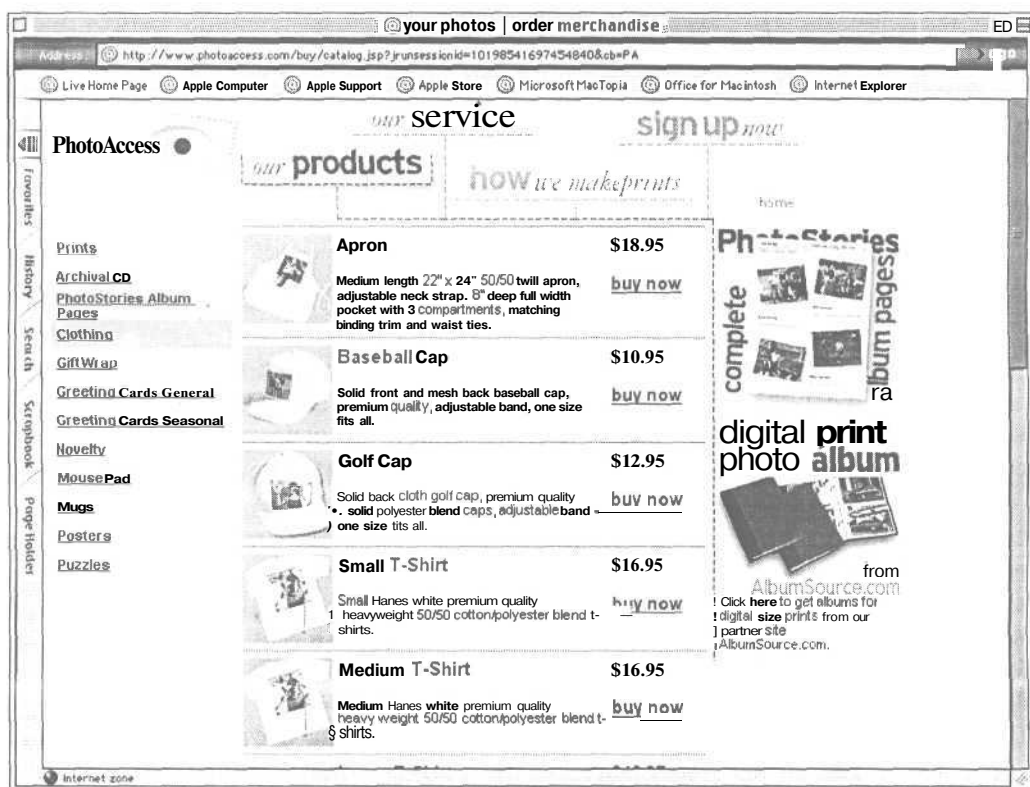 your photos | order merchandise
ED
Address: http://www.photoaccess.com/buy/catalog.jsp?jrunsessionid=10198541697454840&cb=PA
Live Home Page Apple Computer Apple Support Apple Store Microsoft MacTopia Office for Macintosh Internet Explorer
our service
sign up now
PhotoAccess
our products
how we makeprints
home
Favorites
History
Search
Scrapbook
Page Holder
Prints
Archival CD
PhotoStories Album
Pages
Clothing
Gift Wrap
Greeting Cards General
Greeting Cards Seasonal
Novelty
Mouse Pad
Mugs
Posters
Puzzles
Apron $18.95
Medium length 22" x 24" 50/50 twill apron,
adjustable neck strap. 8" deep full width
pocket with 3 compartments, matching
binding trim and waist ties.
buy now
Baseball Cap $10.95
Solid front and mesh back baseball cap,
premium quality, adjustable band, one size
fits all.
buy now
Golf Cap $12.95
Solid back cloth golf cap, premium quality
'•. solid polyester blend caps, adjustable band -
) one size tits all.
buv now
Small T-Shirt $16.95
Small Hanes white premium quality
1 heavyweight 50/50 cotton/polyester blend t-
shirts.
buy now
Medium T-Shirt $16.95
Medium Hanes white premium quality
heavy weight 50/50 cotton/polyester blend t-
§ shirts.
buy now
PhotoStories
complete
album pages
ra
digital print
photo album
from
AlbumSource.com
! Click here to get albums for
! digital size prints from our
] partner site
AlbumSource.com.
Internet zone